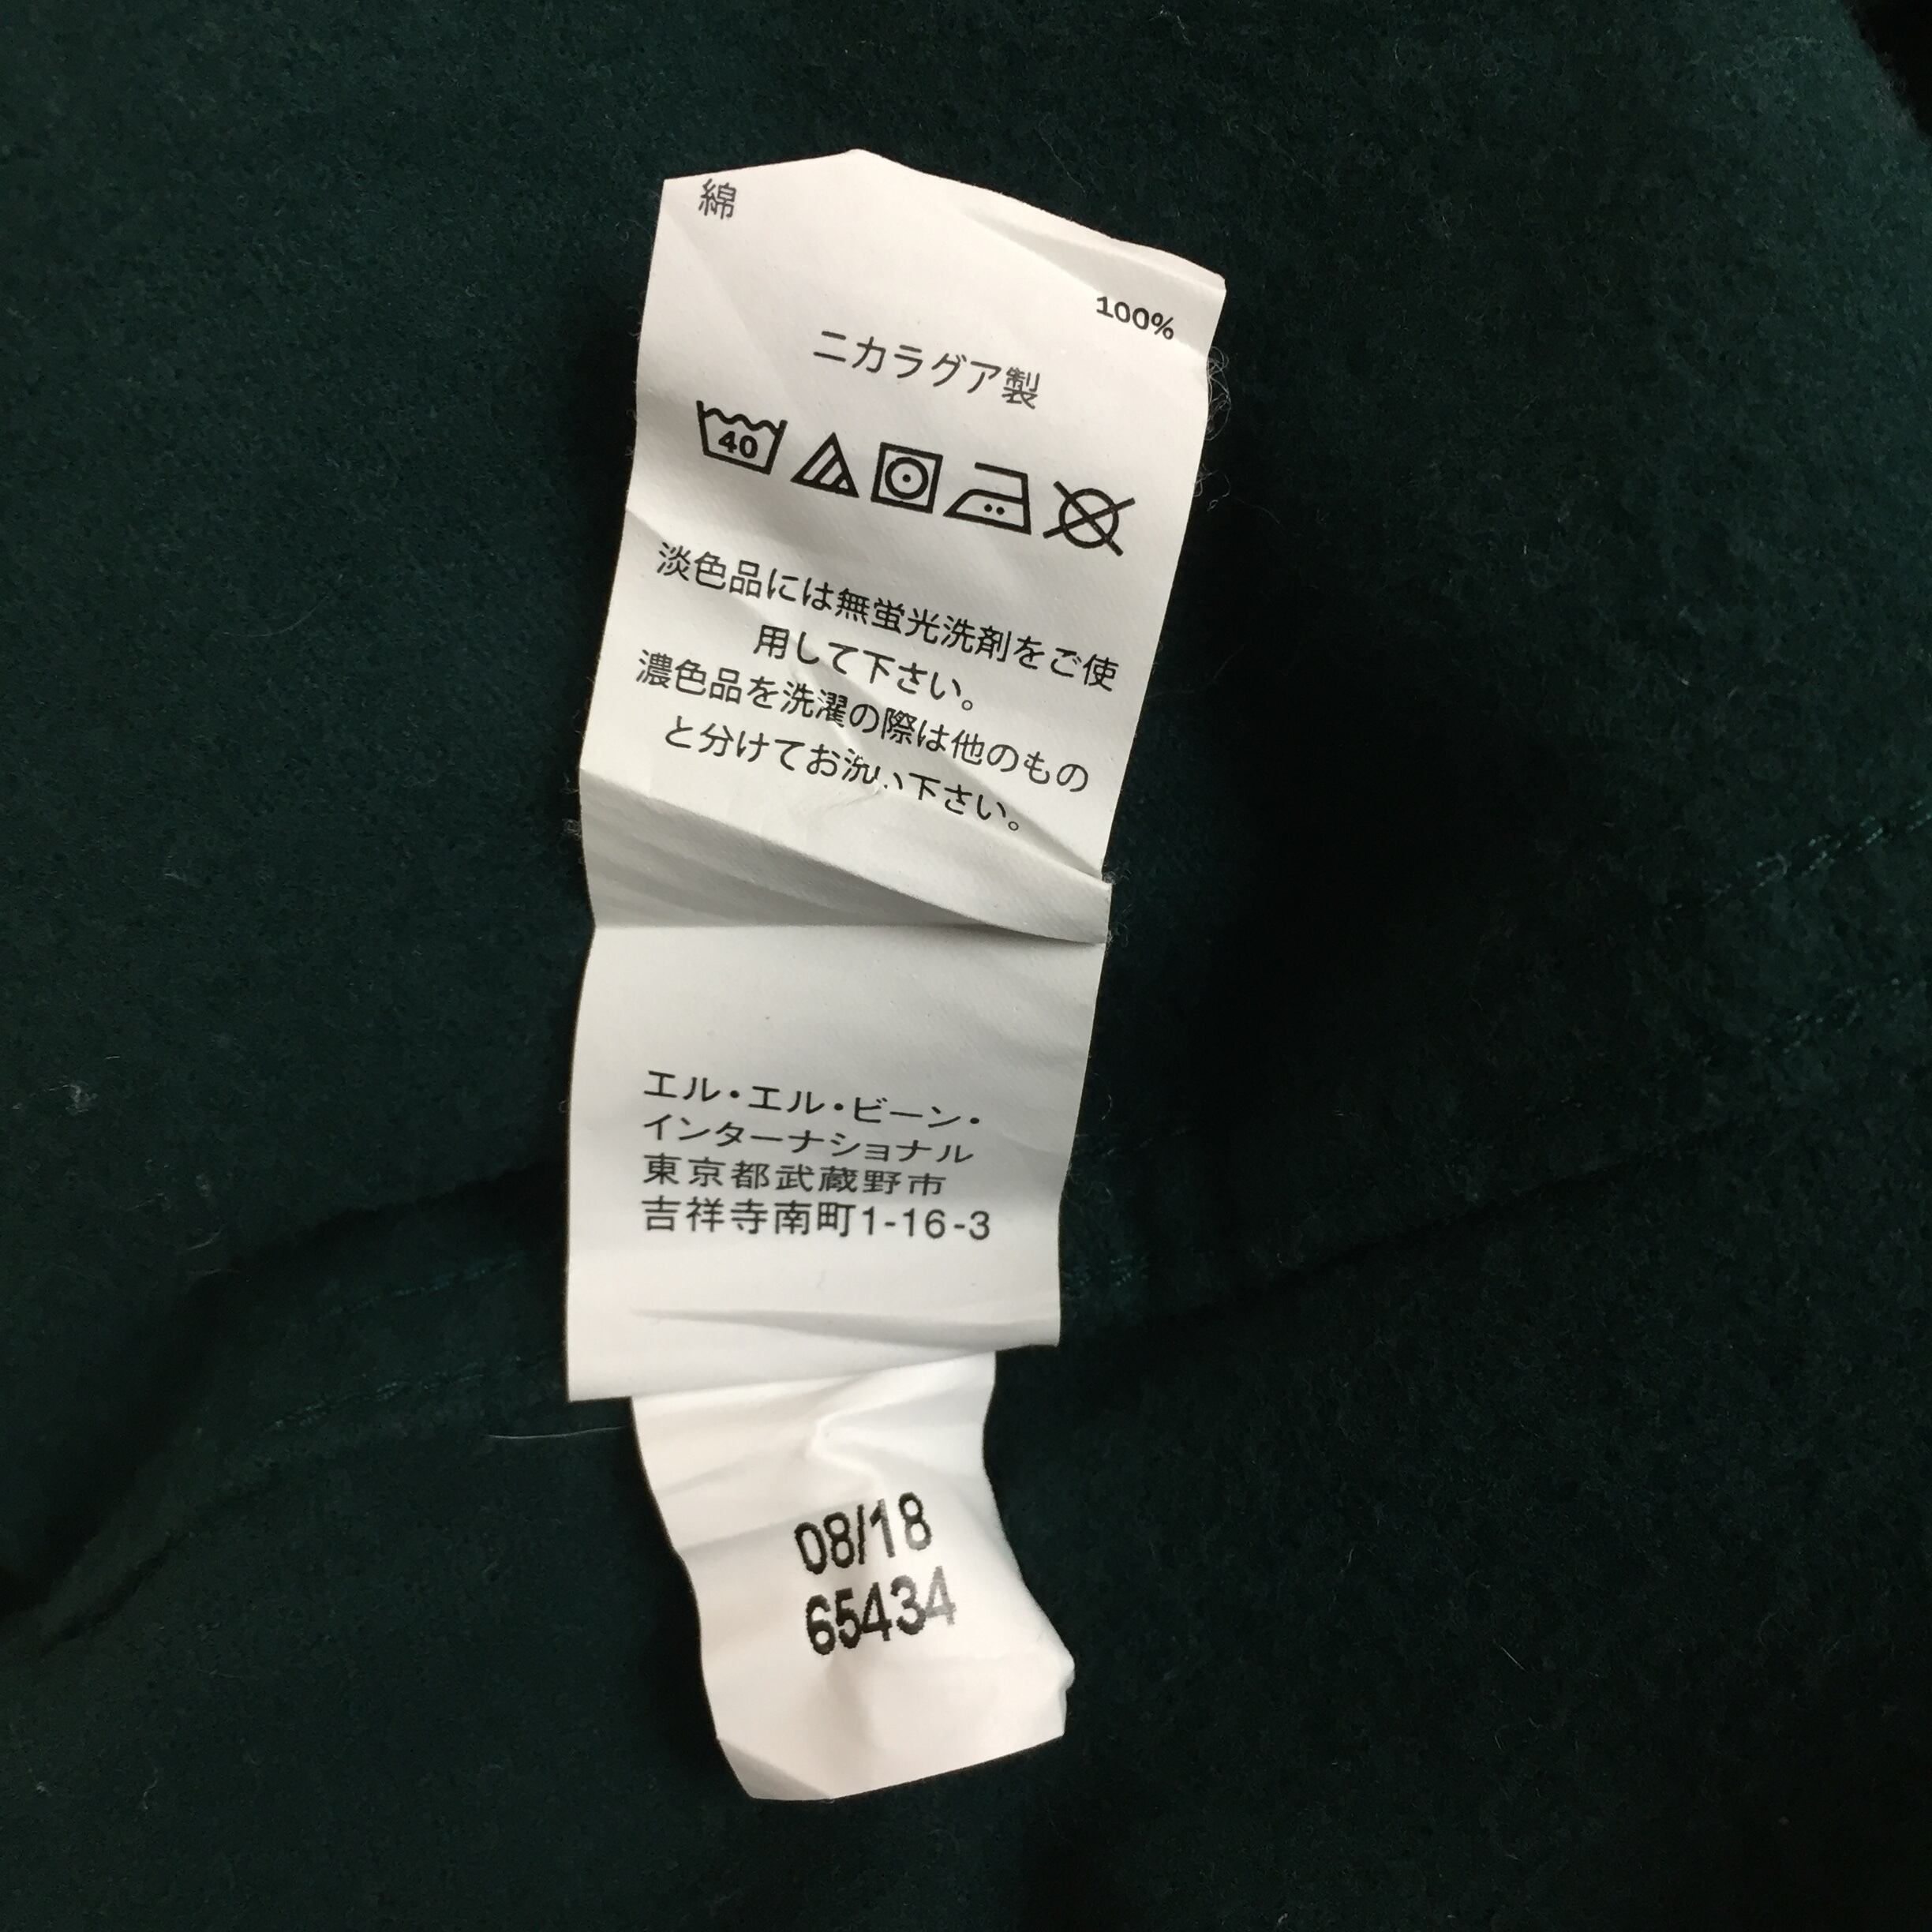 綿
100%
ニカラグア製
40
淡色品には無蛍光洗剤をご使
用して下さい。
濃色品を洗濯の際は他のもの
と分けてお洗い下さい。
エル・エル・ビーン・
インターナショナル
東京都武蔵野市
吉祥寺南町1-16-3
08/18
65434